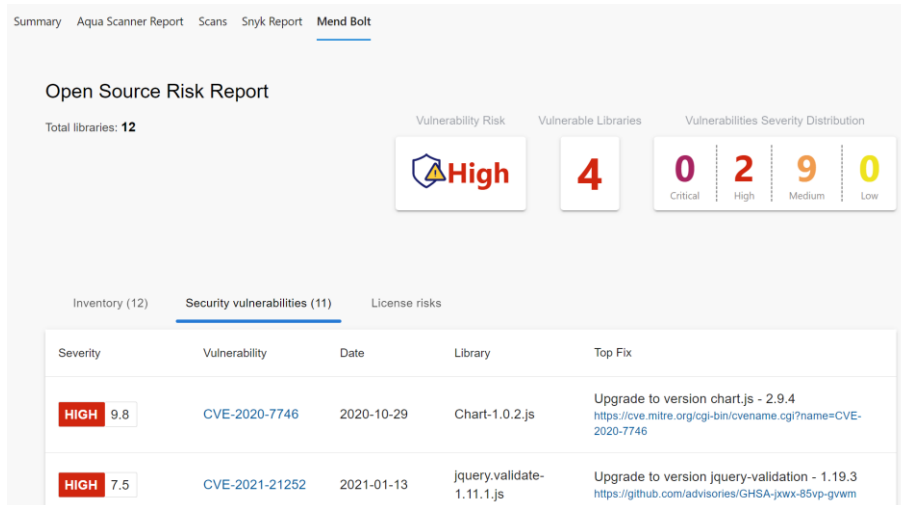 Summary Aqua Scanner Report Scans Snyk Report Mend Bolt
Open Source Risk Report
Total libraries: 12
Vulnerability Risk Vulnerable Libraries Vulnerabilities Severity Distribution
High 4 0 2 9 0
Critical High Medium Low
Inventory (12) Security vulnerabilities (11) License risks
Severity Vulnerability Date Library Top Fix
HIGH 9.8 CVE-2020-7746 2020-10-29 Chart-1.0.2.js Upgrade to version chart.js - 2.9.4
https://cve.mitre.org/cgi-bin/cvename.cgi?name=CVE-
2020-7746
HIGH 7.5 CVE-2021-21252 2021-01-13 jquery.validate-
1.11.1.js Upgrade to version jquery-validation - 1.19.3
https://github.com/advisories/GHSA-jxwx-85vp-gvwm